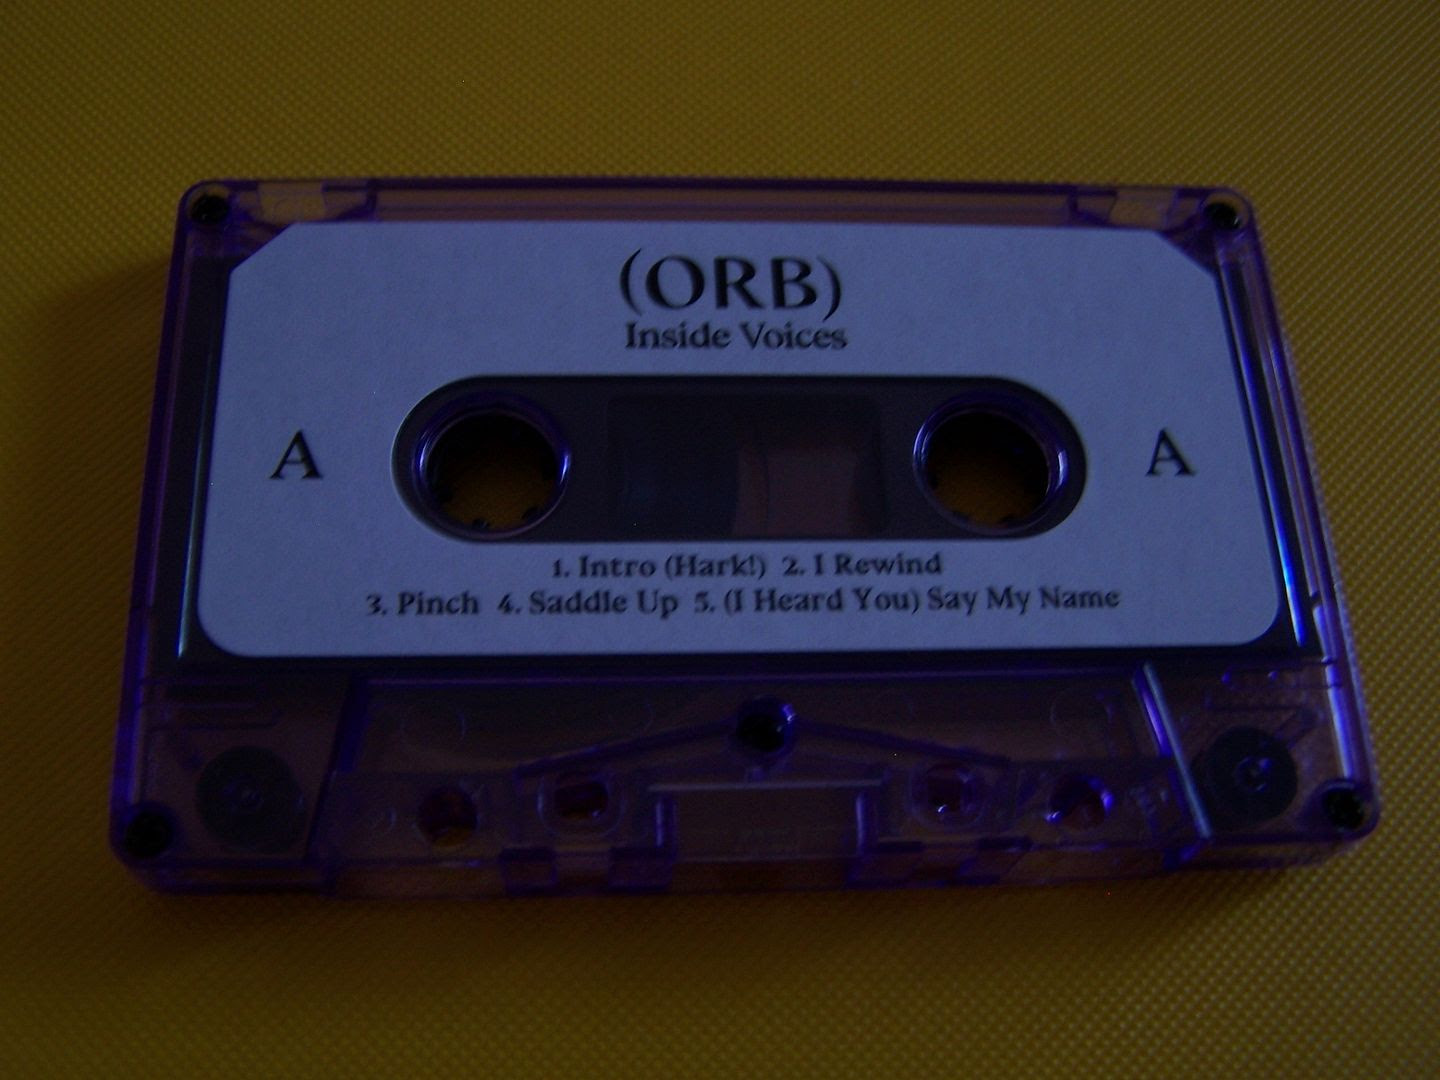 (ORB)
Inside Voices
A A
1. Intro (Hark!) 2. I Rewind
3. Pinch 4. Saddle Up 5. (I Heard You) Say My Name